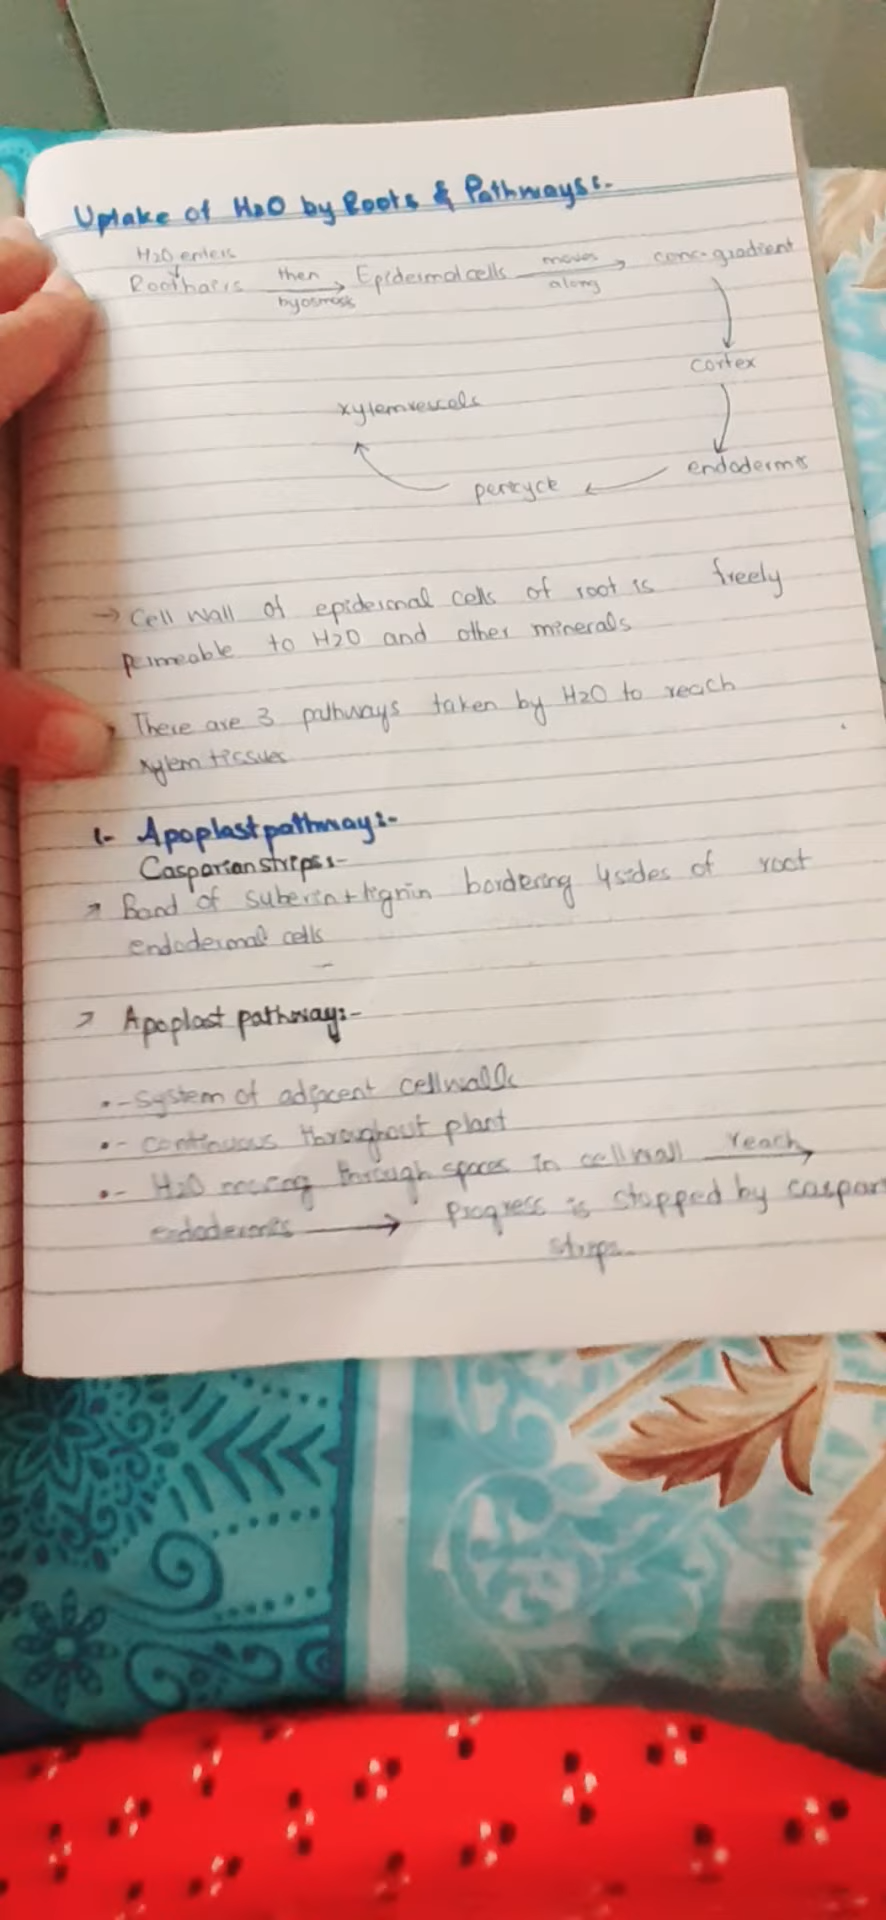 Uptake of H2O by Roots & Pathways:-
H2O enters
Roothairs then by osmosis Epidermal cells moves along conc-gradient
cortex
xylem vessels
endodermis
pericycle
→ Cell wall of epidermal cells of root is freely
permeable to H2O and other minerals
There are 3 pathways taken by H2O to reach
xylem tissues
1- Apoplast pathway:-
Casparian strips:-
Band of suberin + lignin bordering 4 sides of root
endodermal cells
> Apoplast pathway:-
•- System of adjacent cell walls
•- continuous throughout plant
•- H2O moving through spaces in cell wall reach →
endodermis → Progress is stopped by caspar
strips.